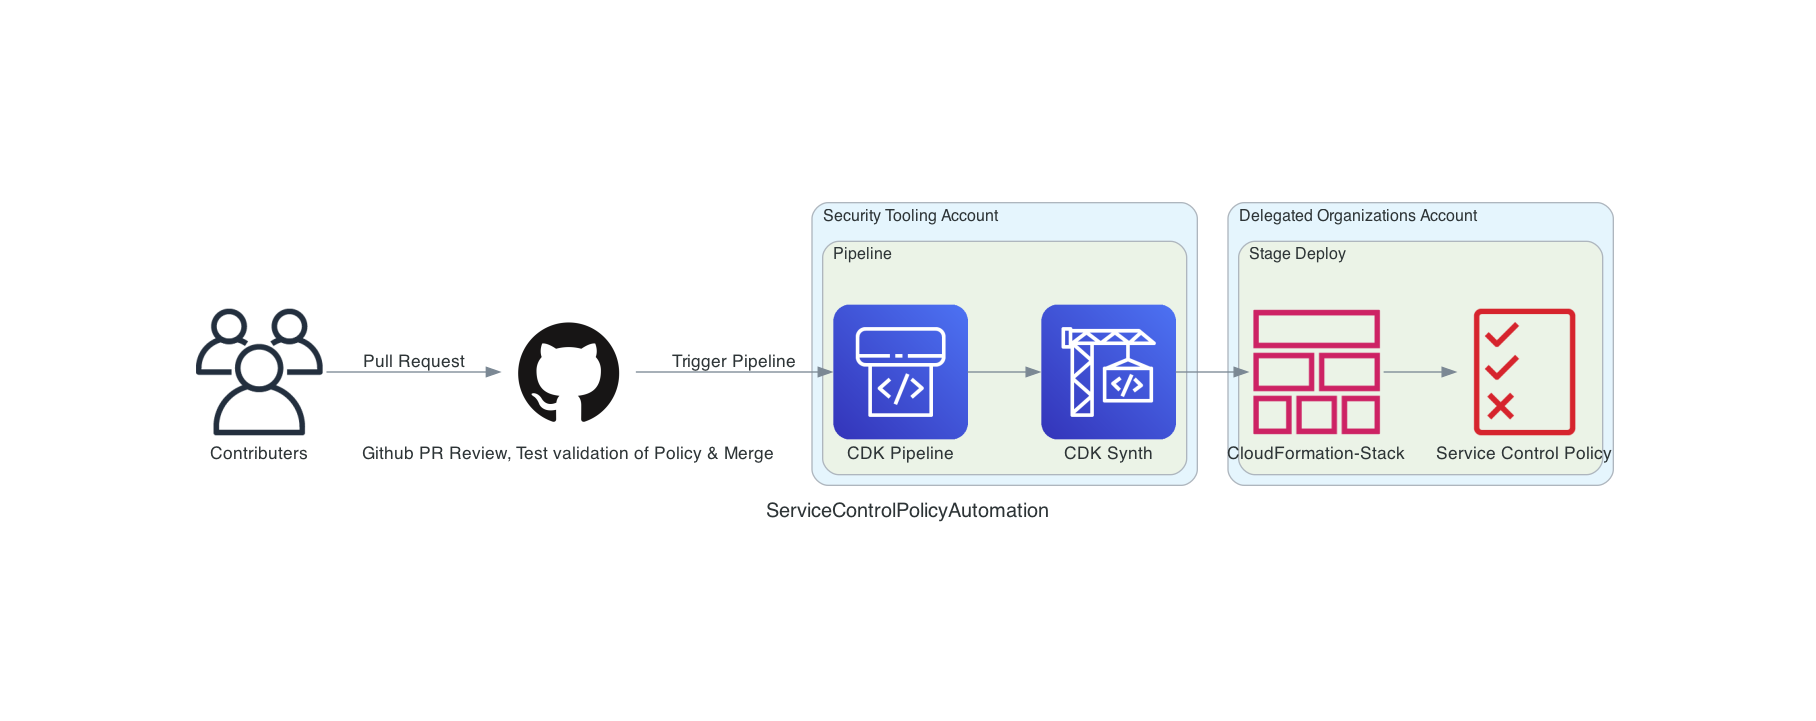 Security Tooling Account
Delegated Organizations Account
Pipeline
Stage Deploy
Pull Request
Trigger Pipeline
Contributers
Github PR Review, Test validation of Policy & Merge
CDK Pipeline
CDK Synth
CloudFormation-Stack
Service Control Policy
ServiceControlPolicyAutomation